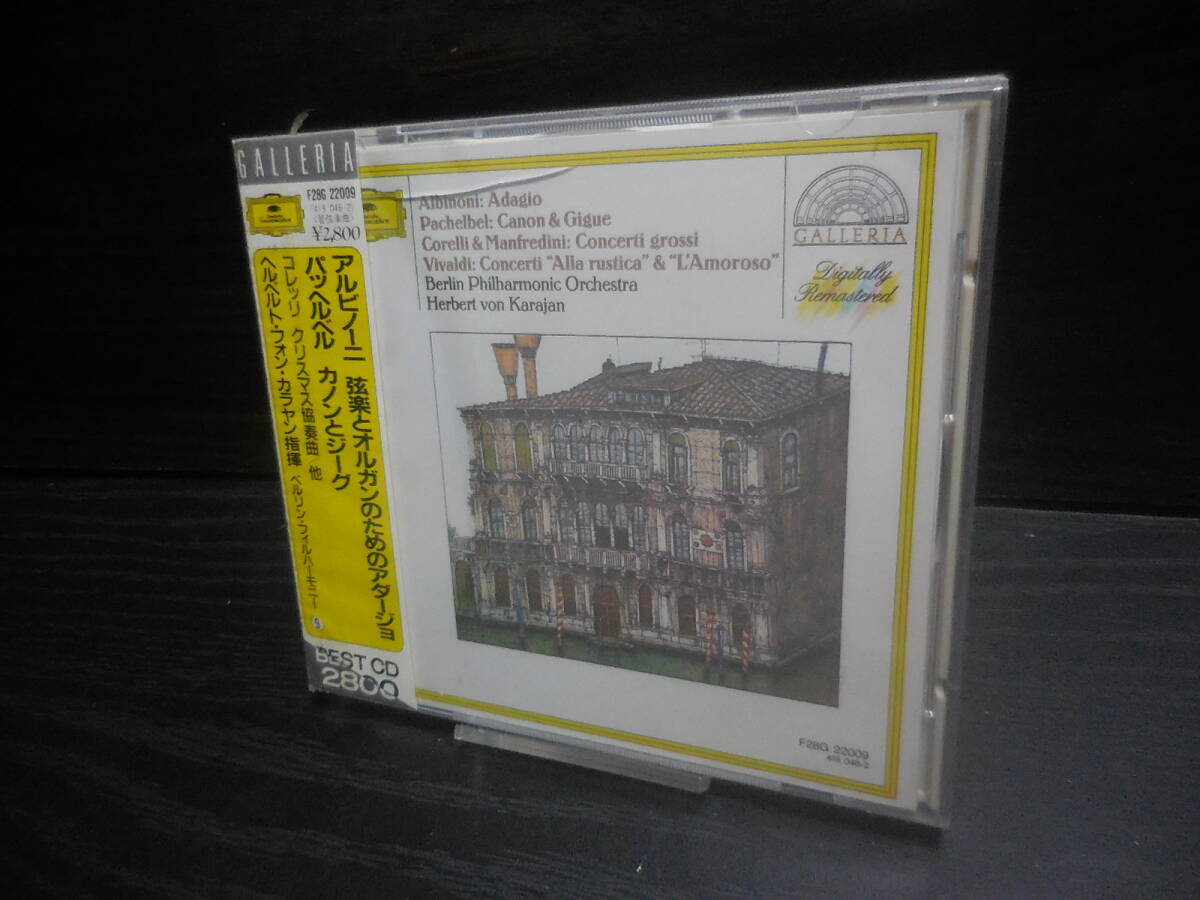 GALLERIA
F28G 22009
(419 046-2)
(管弦楽曲)
¥2,800
アルビノーニ 弦楽とオルガンのためのアダージョ
パッヘルベル カノンとジーグ
コレッリ クリスマス協奏曲 他
ヘルベルト・フォン・カラヤン指揮 ベルリン・フィルハーモニー
BEST CD
2800
Albinoni: Adagio
Pachelbel: Canon & Gigue
Corelli & Manfredini: Concerti grossi
Vivaldi: Concerti "Alla rustica" & "L'Amoroso"
Berlin Philharmonic Orchestra
Herbert von Karajan
GALLERIA
Digitally
Remastered
F28G 22009
419 046-2